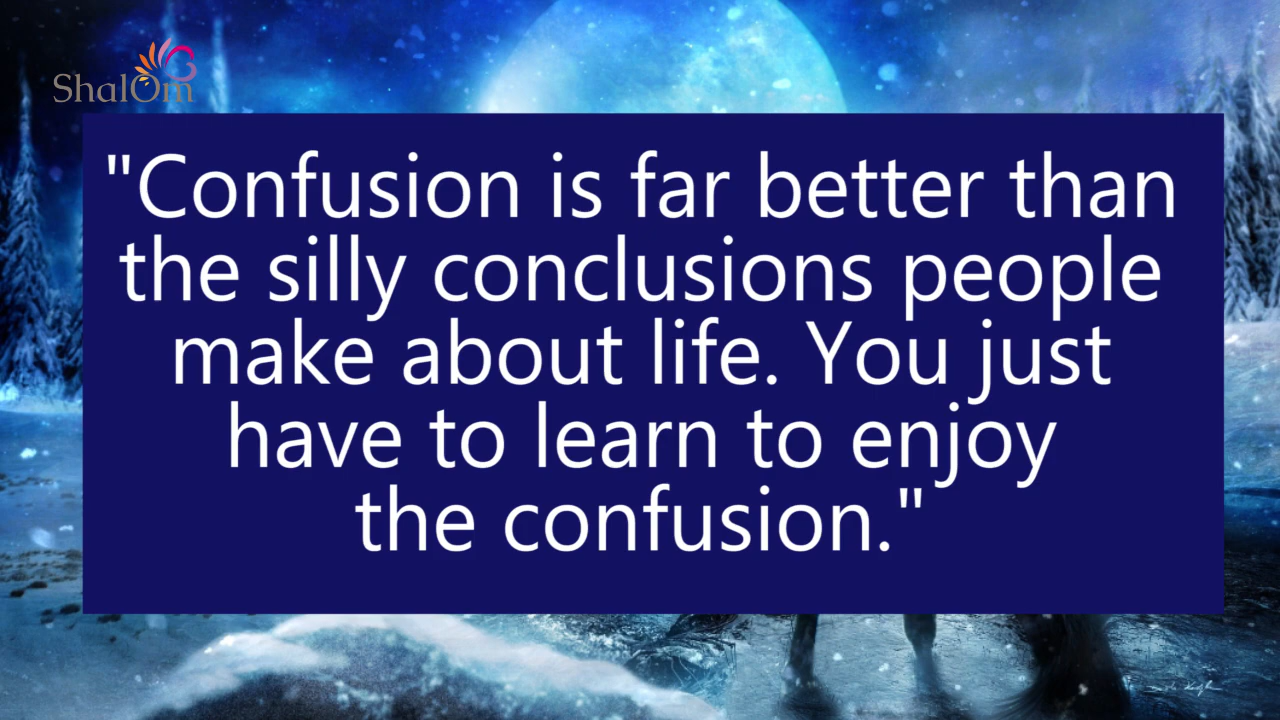 ShalOm
"Confusion is far better than
the silly conclusions people
make about life. You just
have to learn to enjoy
the confusion."